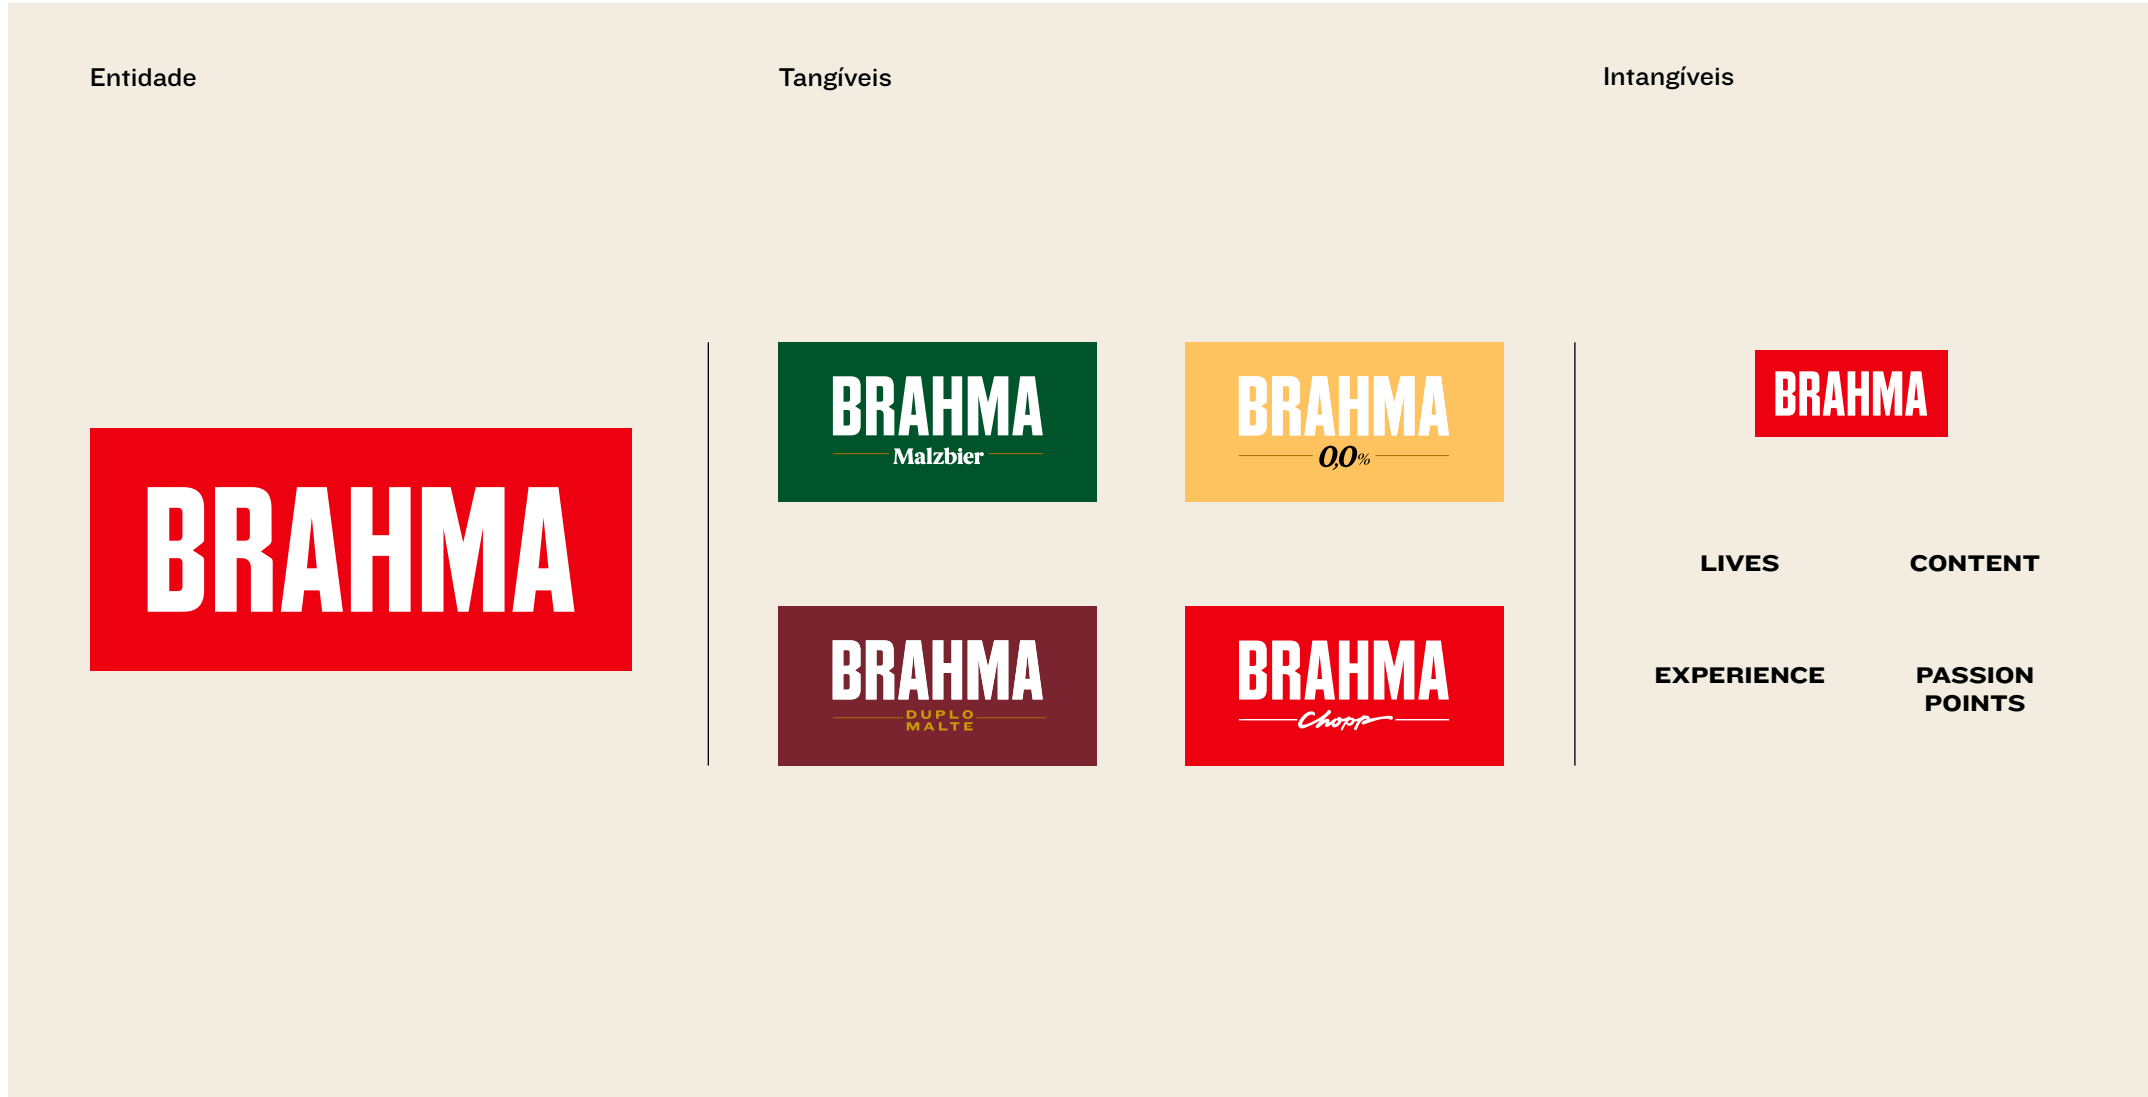 Entidade
Tangíveis
Intangíveis
BRAHMA
BRAHMA
Malzbier
BRAHMA
0,0%
BRAHMA
DUPLO
MALTE
BRAHMA
Chopp
BRAHMA
LIVES
CONTENT
EXPERIENCE
PASSION
POINTS